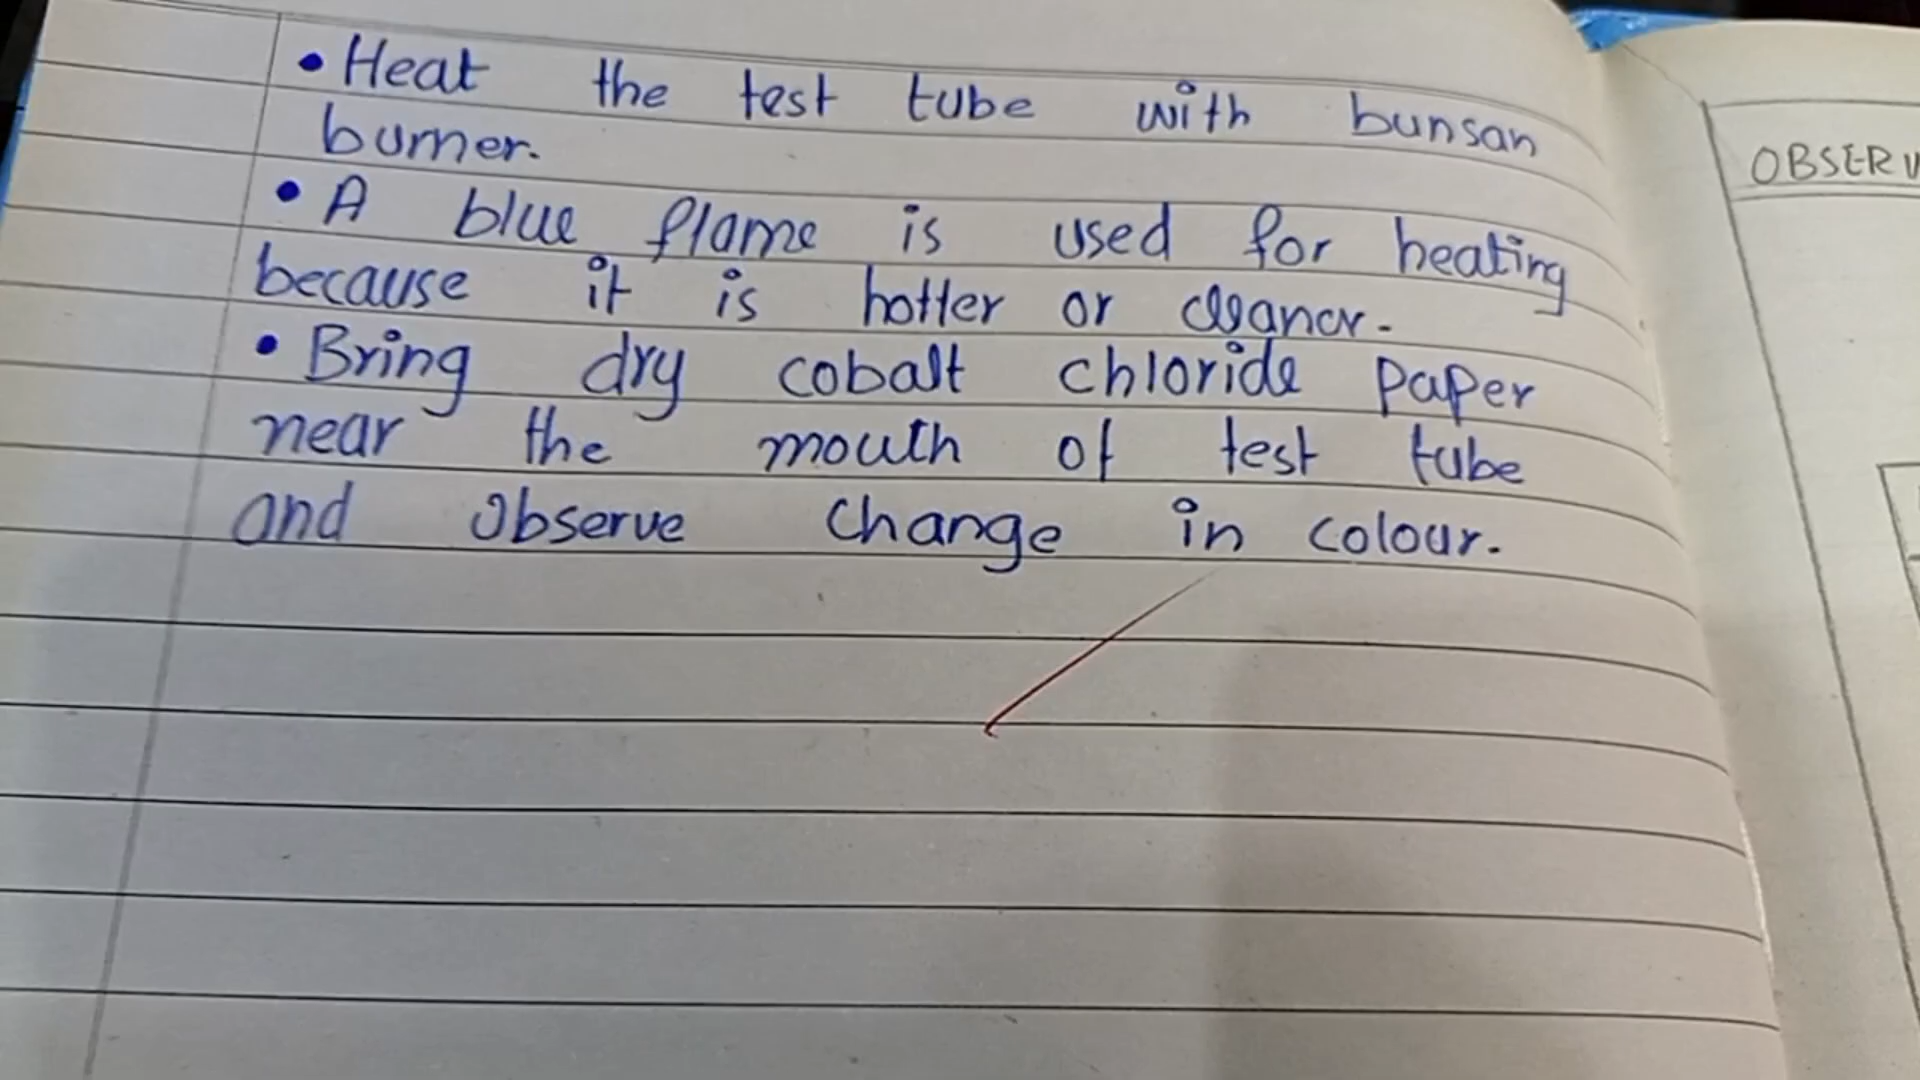 • Heat the test tube with bunsan
burner.
• A blue flame is used for heating
because it is hotter or cleaner.
• Bring dry cobalt chloride paper
near the mouth of test tube
and observe change in colour.
OBSERV